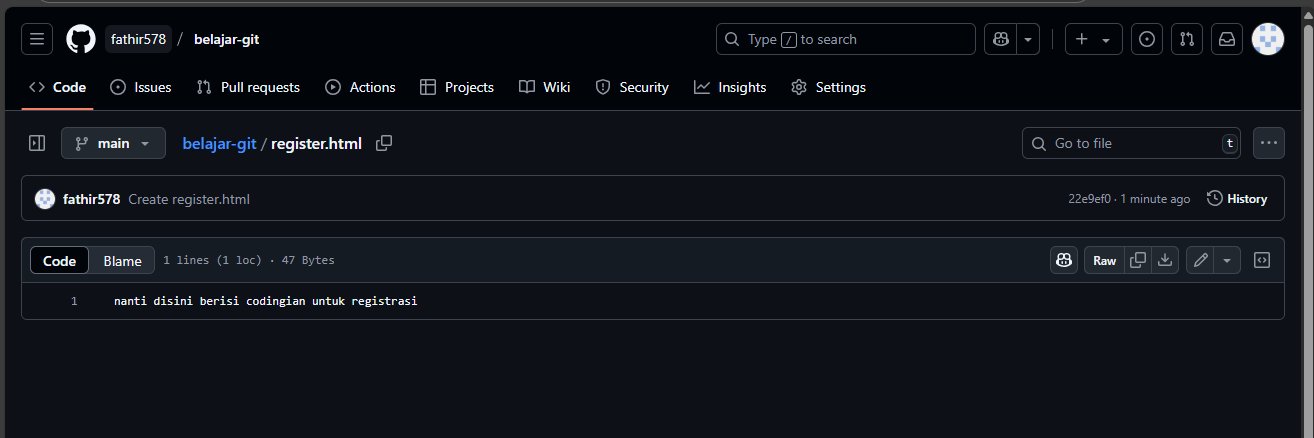 fathir578 / belajar-git
Type / to search
Code Issues Pull requests Actions Projects Wiki Security Insights Settings
main belajar-git / register.html
Go to file t
fathir578 Create register.html 22e9ef0 · 1 minute ago History
Code Blame 1 lines (1 loc) · 47 Bytes Raw
1 nanti disini berisi codingian untuk registrasi